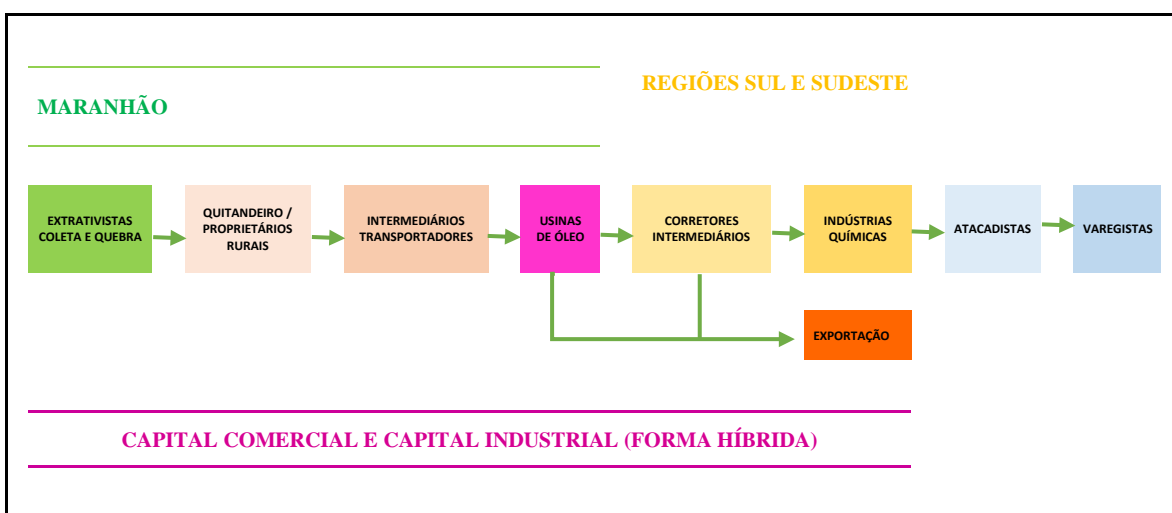 MARANHÃO
REGIÕES SUL E SUDESTE
EXTRATIVISTAS
COLETA E QUEBRA
QUITANDEIRO /
PROPRIETÁRIOS
RURAIS
INTERMEDIÁRIOS
TRANSPORTADORES
USINAS
DE ÓLEO
CORRETORES
INTERMEDIÁRIOS
INDÚSTRIAS
QUÍMICAS
ATACADISTAS
VAREGISTAS
EXPORTAÇÃO
CAPITAL COMERCIAL E CAPITAL INDUSTRIAL (FORMA HÍBRIDA)